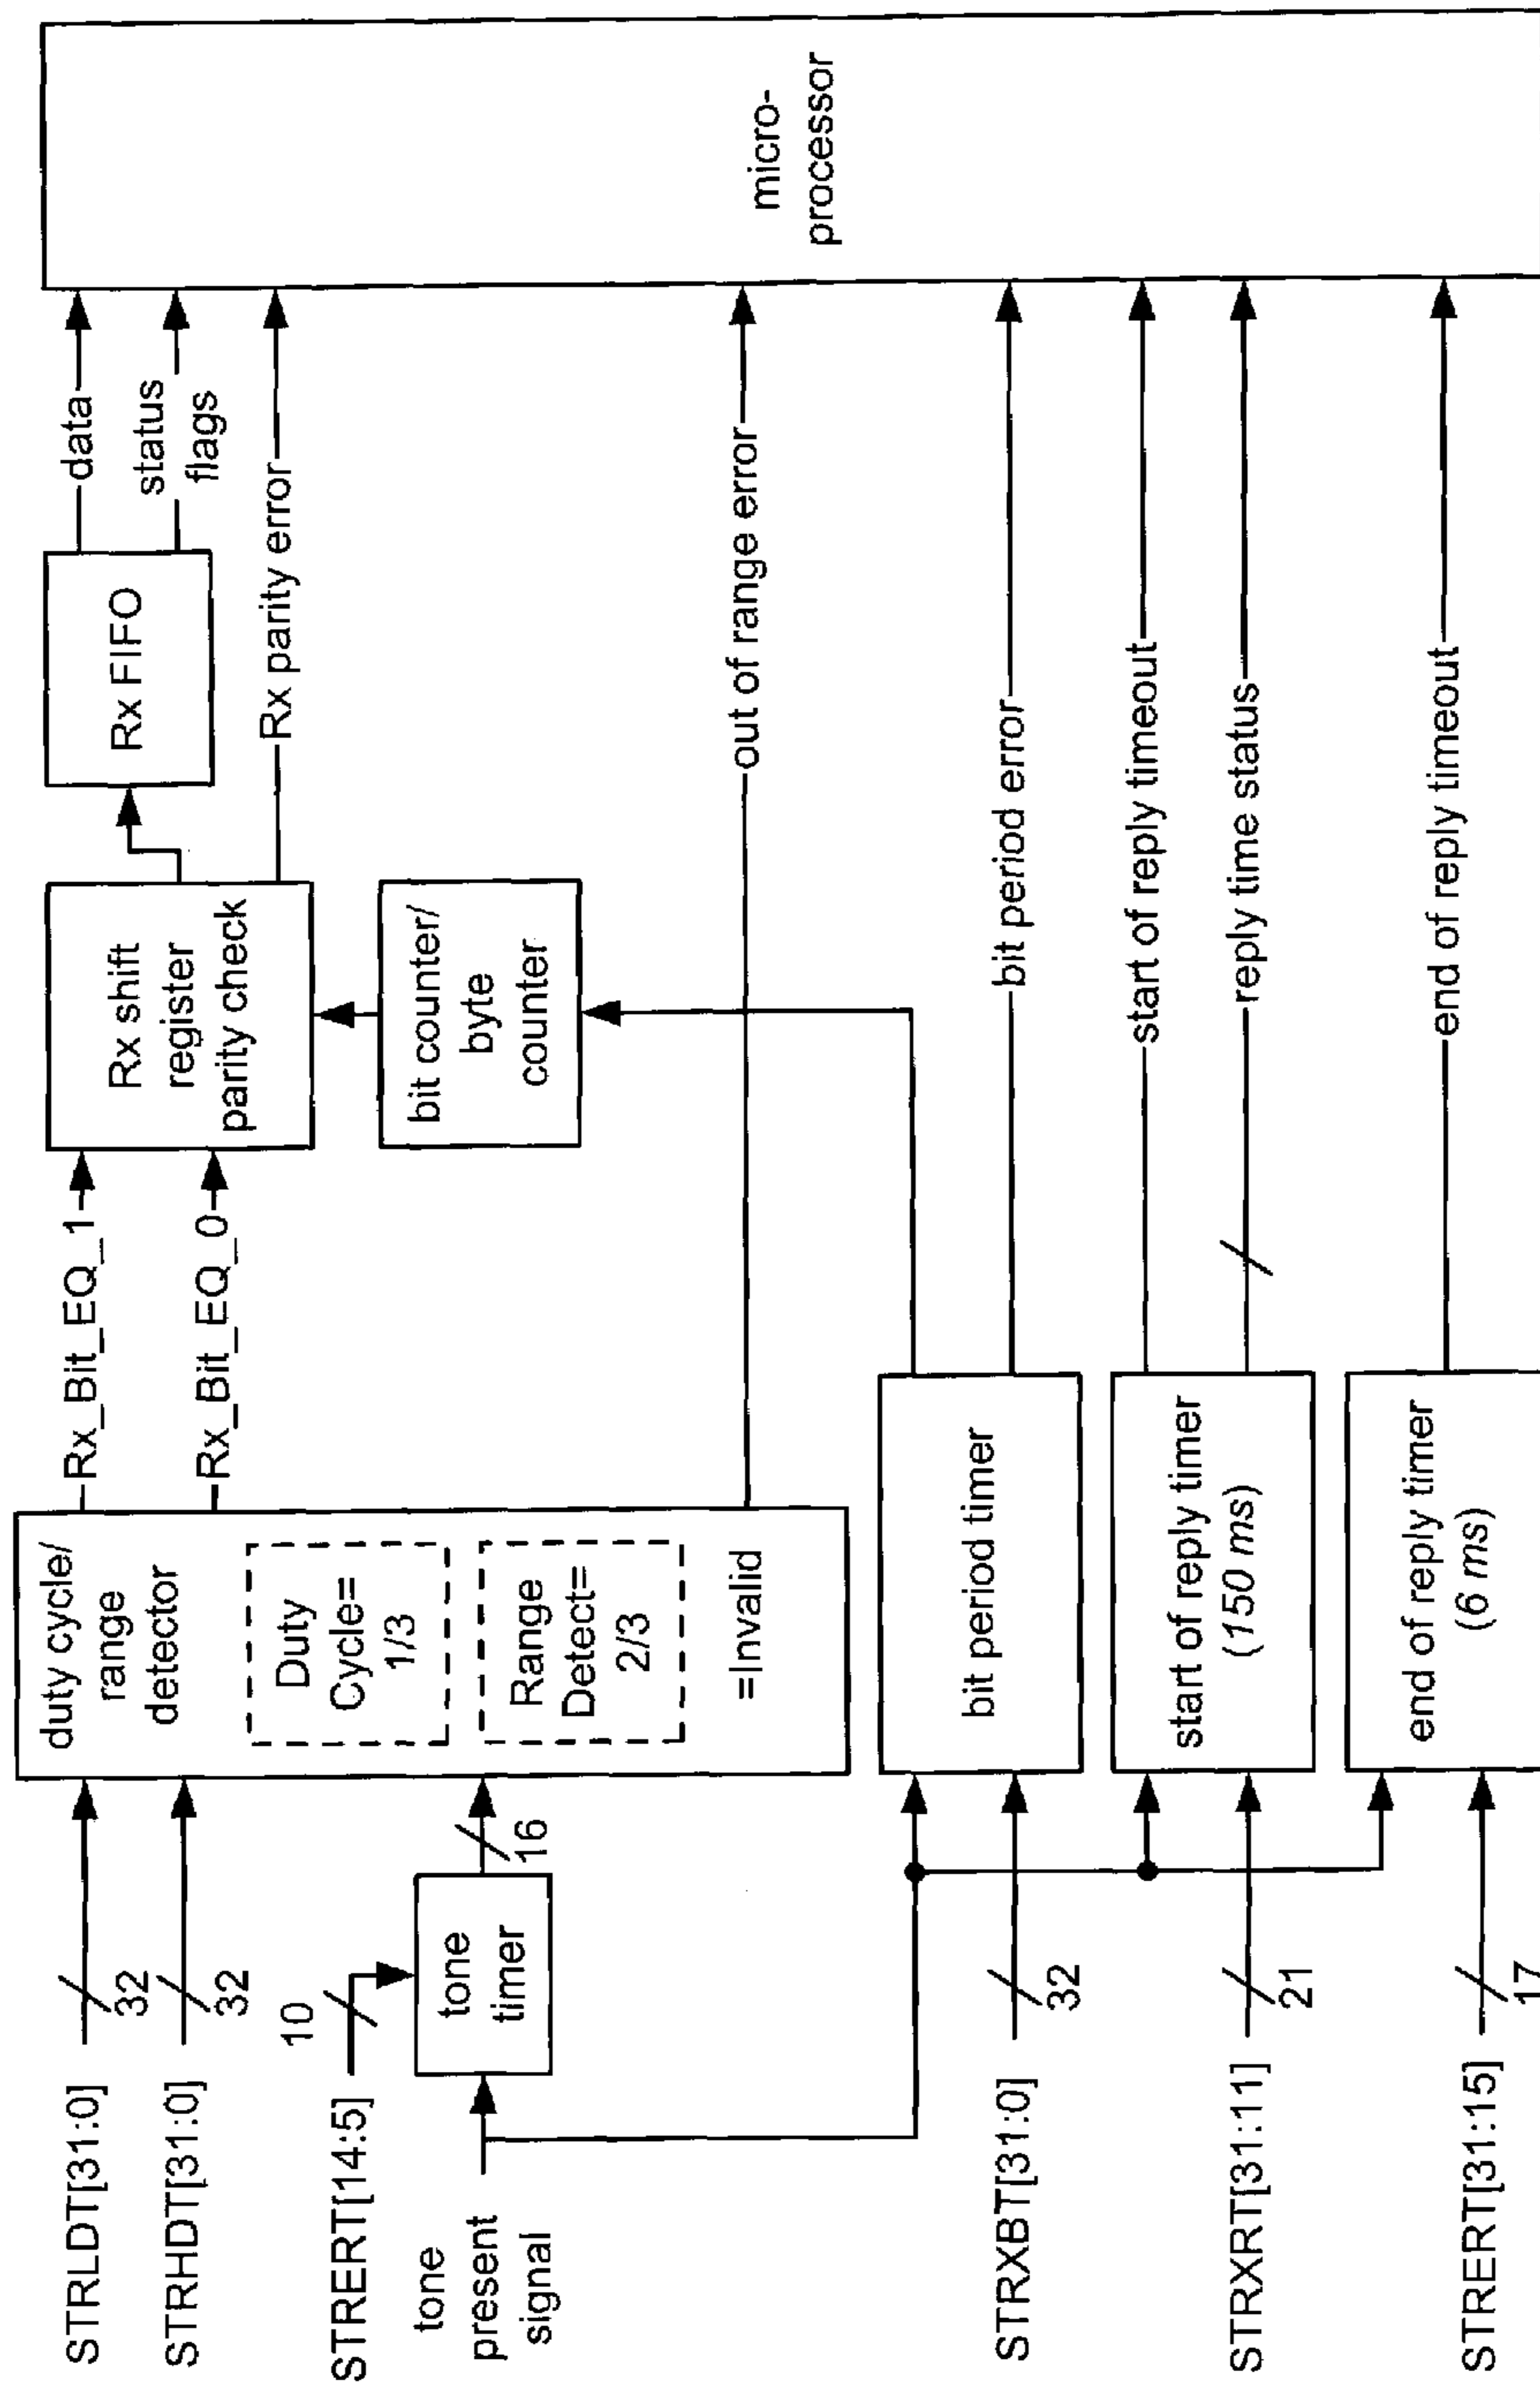 STRLDT[31:0]
32
STRHDT[31:0]
32
STRERT[14:5]
10
tone
present
signal
tone
timer
16
duty cycle/
range
detector
Duty
Cycle=
1/3
Range
Detect=
2/3
=Invalid
Rx_Bit_EQ_1
Rx_Bit_EQ_0
Rx shift
register
parity check
bit counter/
byte
counter
Rx FIFO
data
status
flags
Rx parity error
out of range error
STRXBT[31:0]
32
bit period timer
bit period error
STRXRT[31:11]
21
start of reply timer
(150 ms)
start of reply timeout
reply time status
STRERT[31:15]
17
end of reply timer
(6 ms)
end of reply timeout
micro-
processor